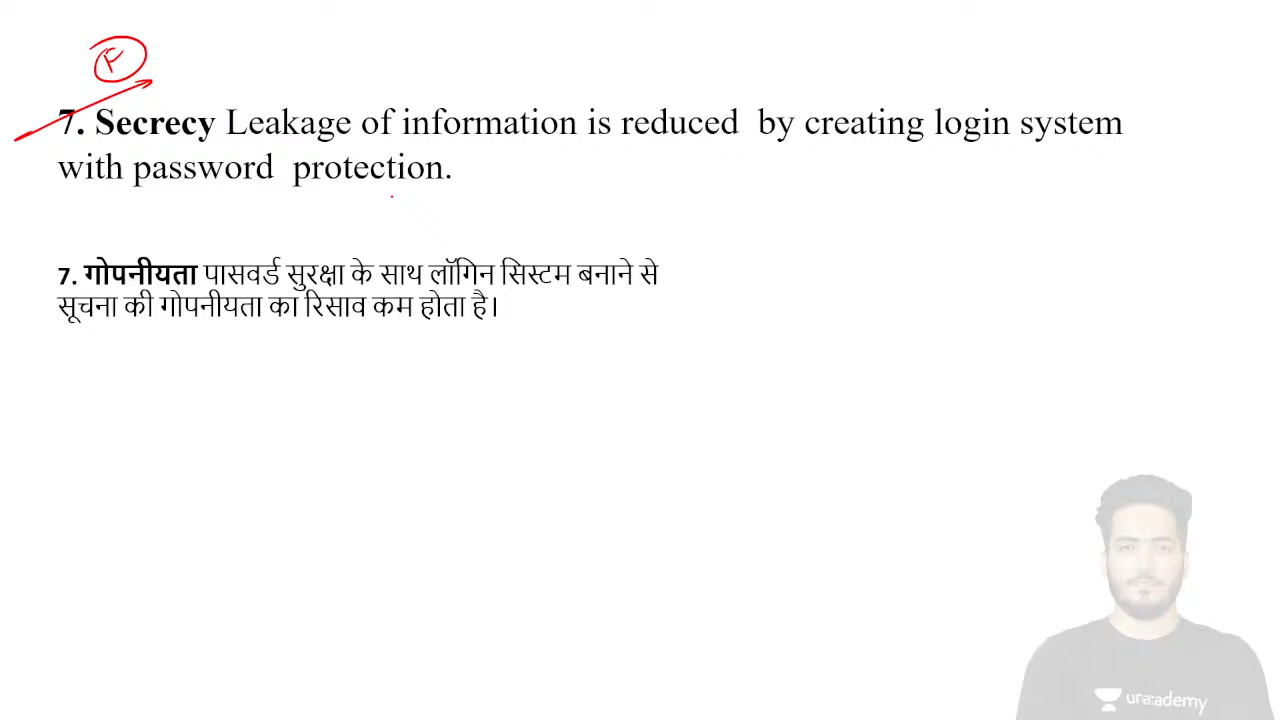 7. Secrecy Leakage of information is reduced by creating login system
with password protection.
7. गोपनीयता पासवर्ड सुरक्षा के साथ लॉगिन सिस्टम बनाने से
सूचना की गोपनीयता का रिसाव कम होता है।
unacademy